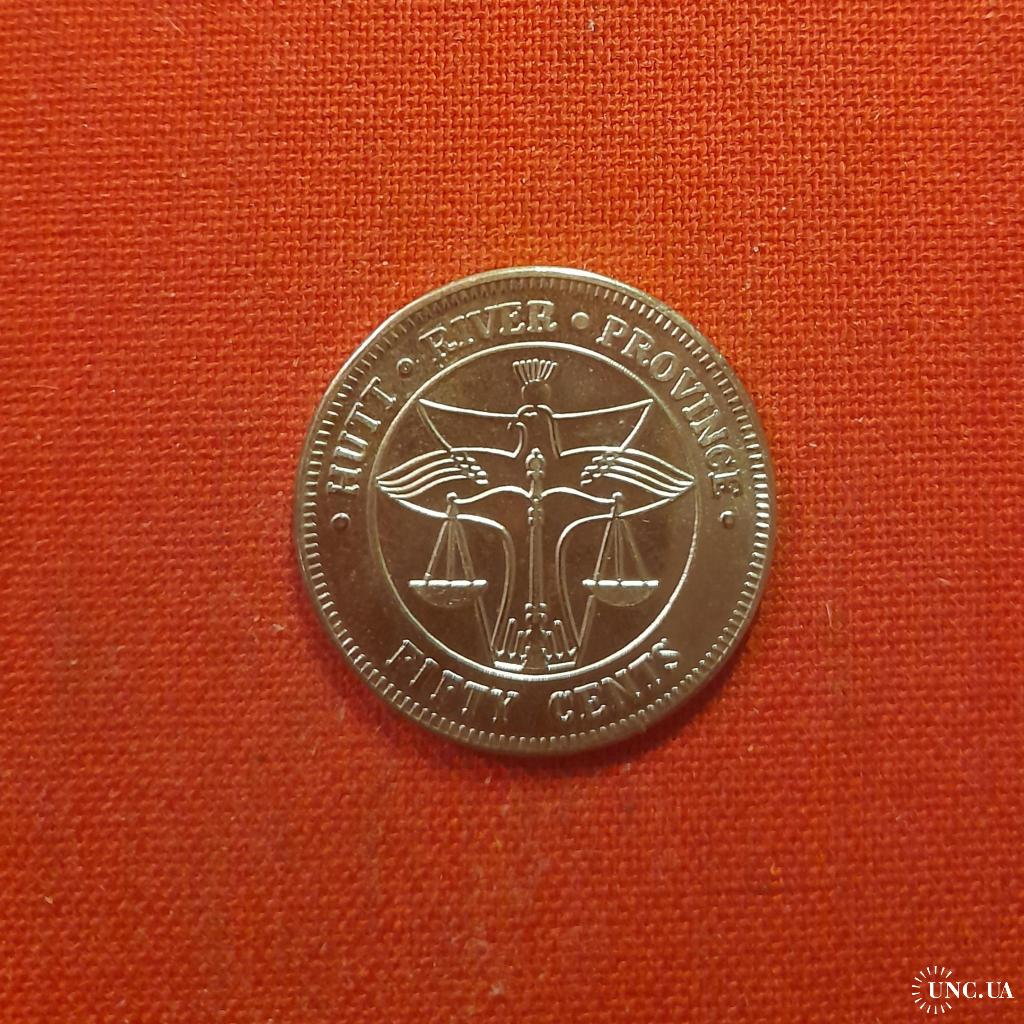 • HUTT • RIVER • PROVINCE •
FIFTY CENTS
UNC.UA